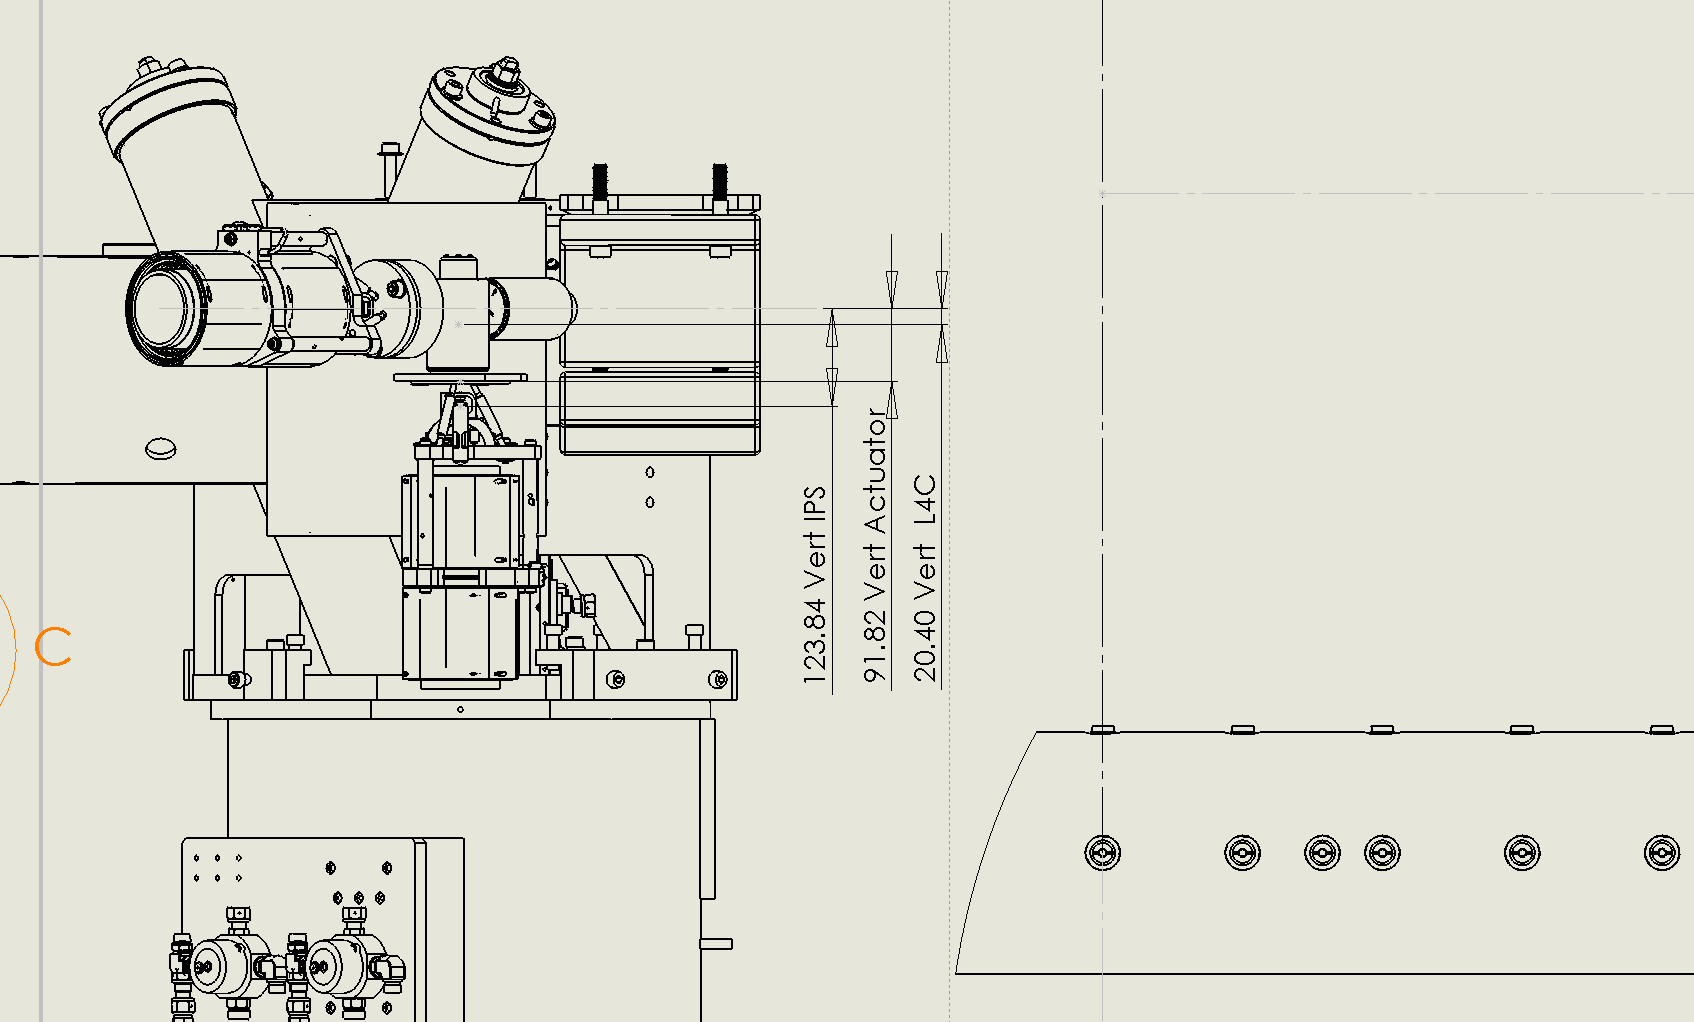 123.84 Vert IPS
91.82 Vert Actuator
20.40 Vert L4C
C